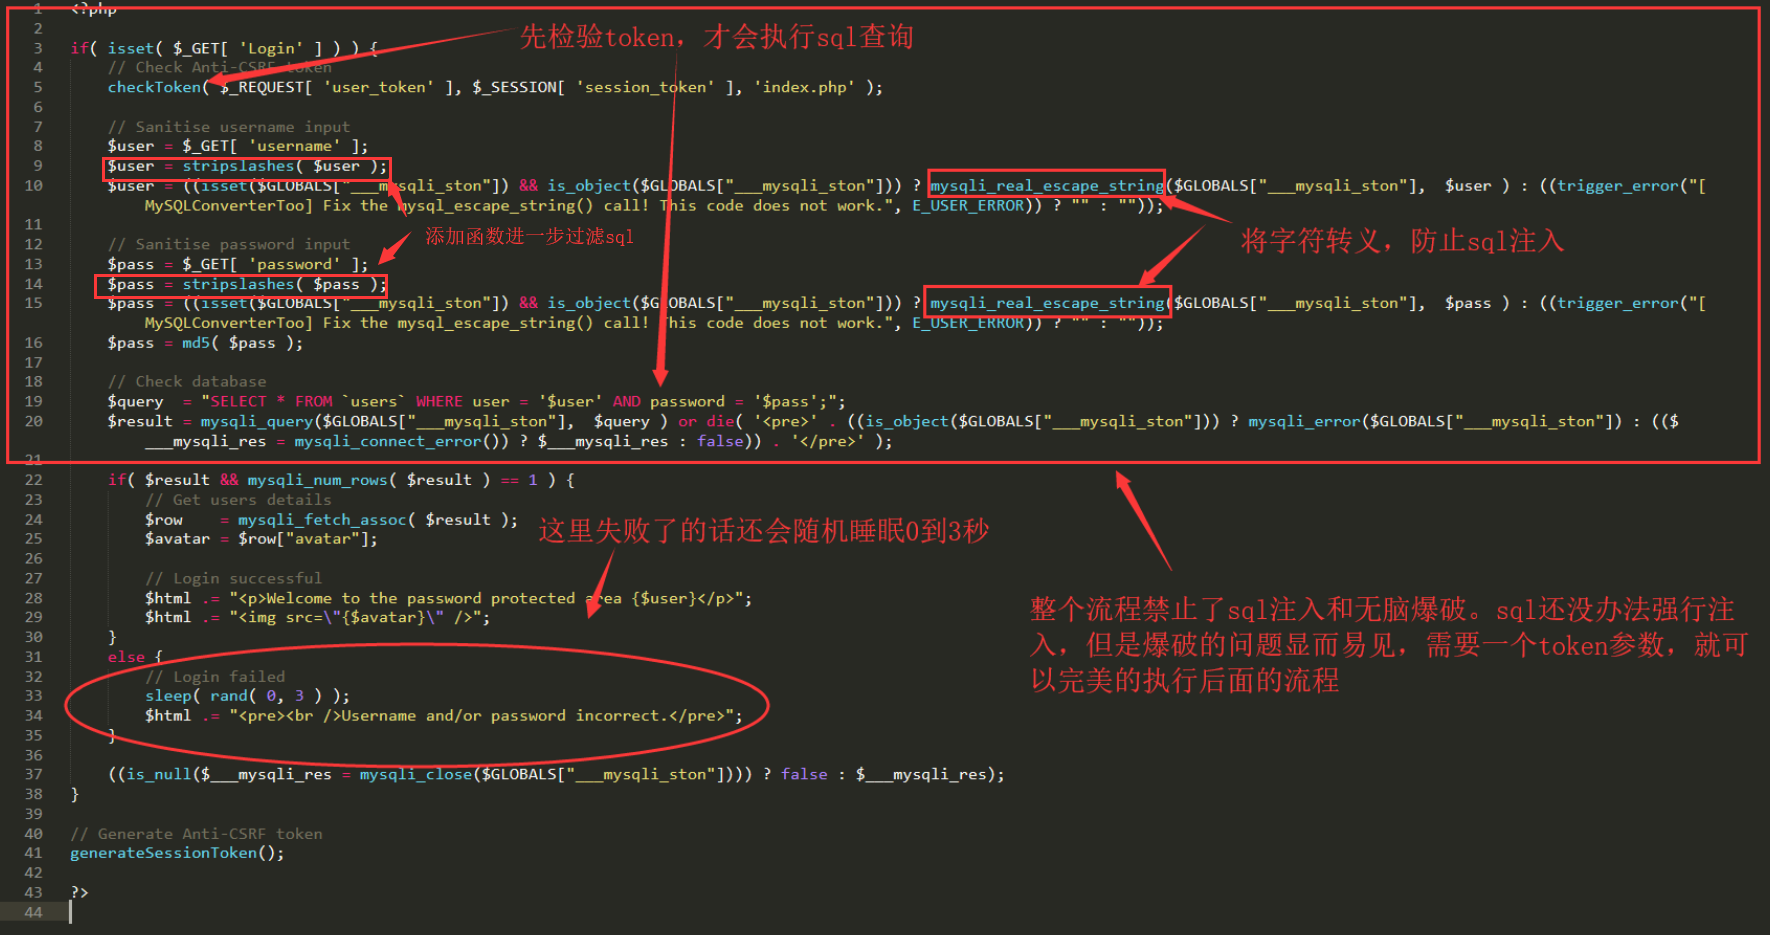 1 <?php
先检验token，才会执行sql查询
2
3 if( isset( $_GET[ 'Login' ] ) ) {
4 // Check Anti-CSRF token
5 checkToken( $_REQUEST[ 'user_token' ], $_SESSION[ 'session_token' ], 'index.php' );
6
7 // Sanitise username input
8 $user = $_GET[ 'username' ];
9 $user = stripslashes( $user );
10 $user = ((isset($GLOBALS["___mysqli_ston"]) && is_object($GLOBALS["___mysqli_ston"])) ? mysqli_real_escape_string($GLOBALS["___mysqli_ston"],  $user ) : ((trigger_error("[
MySQLConverterToo] Fix the mysql_escape_string() call! This code does not work.", E_USER_ERROR)) ? "" : ""));
11
添加函数进一步过滤sql
将字符转义，防止sql注入
12 // Sanitise password input
13 $pass = $_GET[ 'password' ];
14 $pass = stripslashes( $pass );
15 $pass = ((isset($GLOBALS["___mysqli_ston"]) && is_object($GLOBALS["___mysqli_ston"])) ? mysqli_real_escape_string($GLOBALS["___mysqli_ston"],  $pass ) : ((trigger_error("[
MySQLConverterToo] Fix the mysql_escape_string() call! This code does not work.", E_USER_ERROR)) ? "" : ""));
16 $pass = md5( $pass );
17
18 // Check database
19 $query  = "SELECT * FROM `users` WHERE user = '$user' AND password = '$pass';";
20 $result = mysqli_query($GLOBALS["___mysqli_ston"],  $query ) or die( '<pre>' . ((is_object($GLOBALS["___mysqli_ston"])) ? mysqli_error($GLOBALS["___mysqli_ston"]) : (($
___mysqli_res = mysqli_connect_error()) ? $___mysqli_res : false)) . '</pre>' );
21
22 if( $result && mysqli_num_rows( $result ) == 1 ) {
23 // Get users details
24 $row    = mysqli_fetch_assoc( $result );
25 $avatar = $row["avatar"];
这里失败了的话还会随机睡眠0到3秒
26
27 // Login successful
28 $html .= "<p>Welcome to the password protected area {$user}</p>";
29 $html .= "<img src=\"{$avatar}\" />";
30 }
整个流程禁止了sql注入和无脑爆破。sql还没办法强行注
入，但是爆破的问题显而易见，需要一个token参数，就可
以完美的执行后面的流程
31 else {
32 // Login failed
33 sleep( rand( 0, 3 ) );
34 $html .= "<pre><br />Username and/or password incorrect.</pre>";
35 }
36
37 ((is_null($___mysqli_res = mysqli_close($GLOBALS["___mysqli_ston"]))) ? false : $___mysqli_res);
38 }
39
40 // Generate Anti-CSRF token
41 generateSessionToken();
42
43 ?>
44